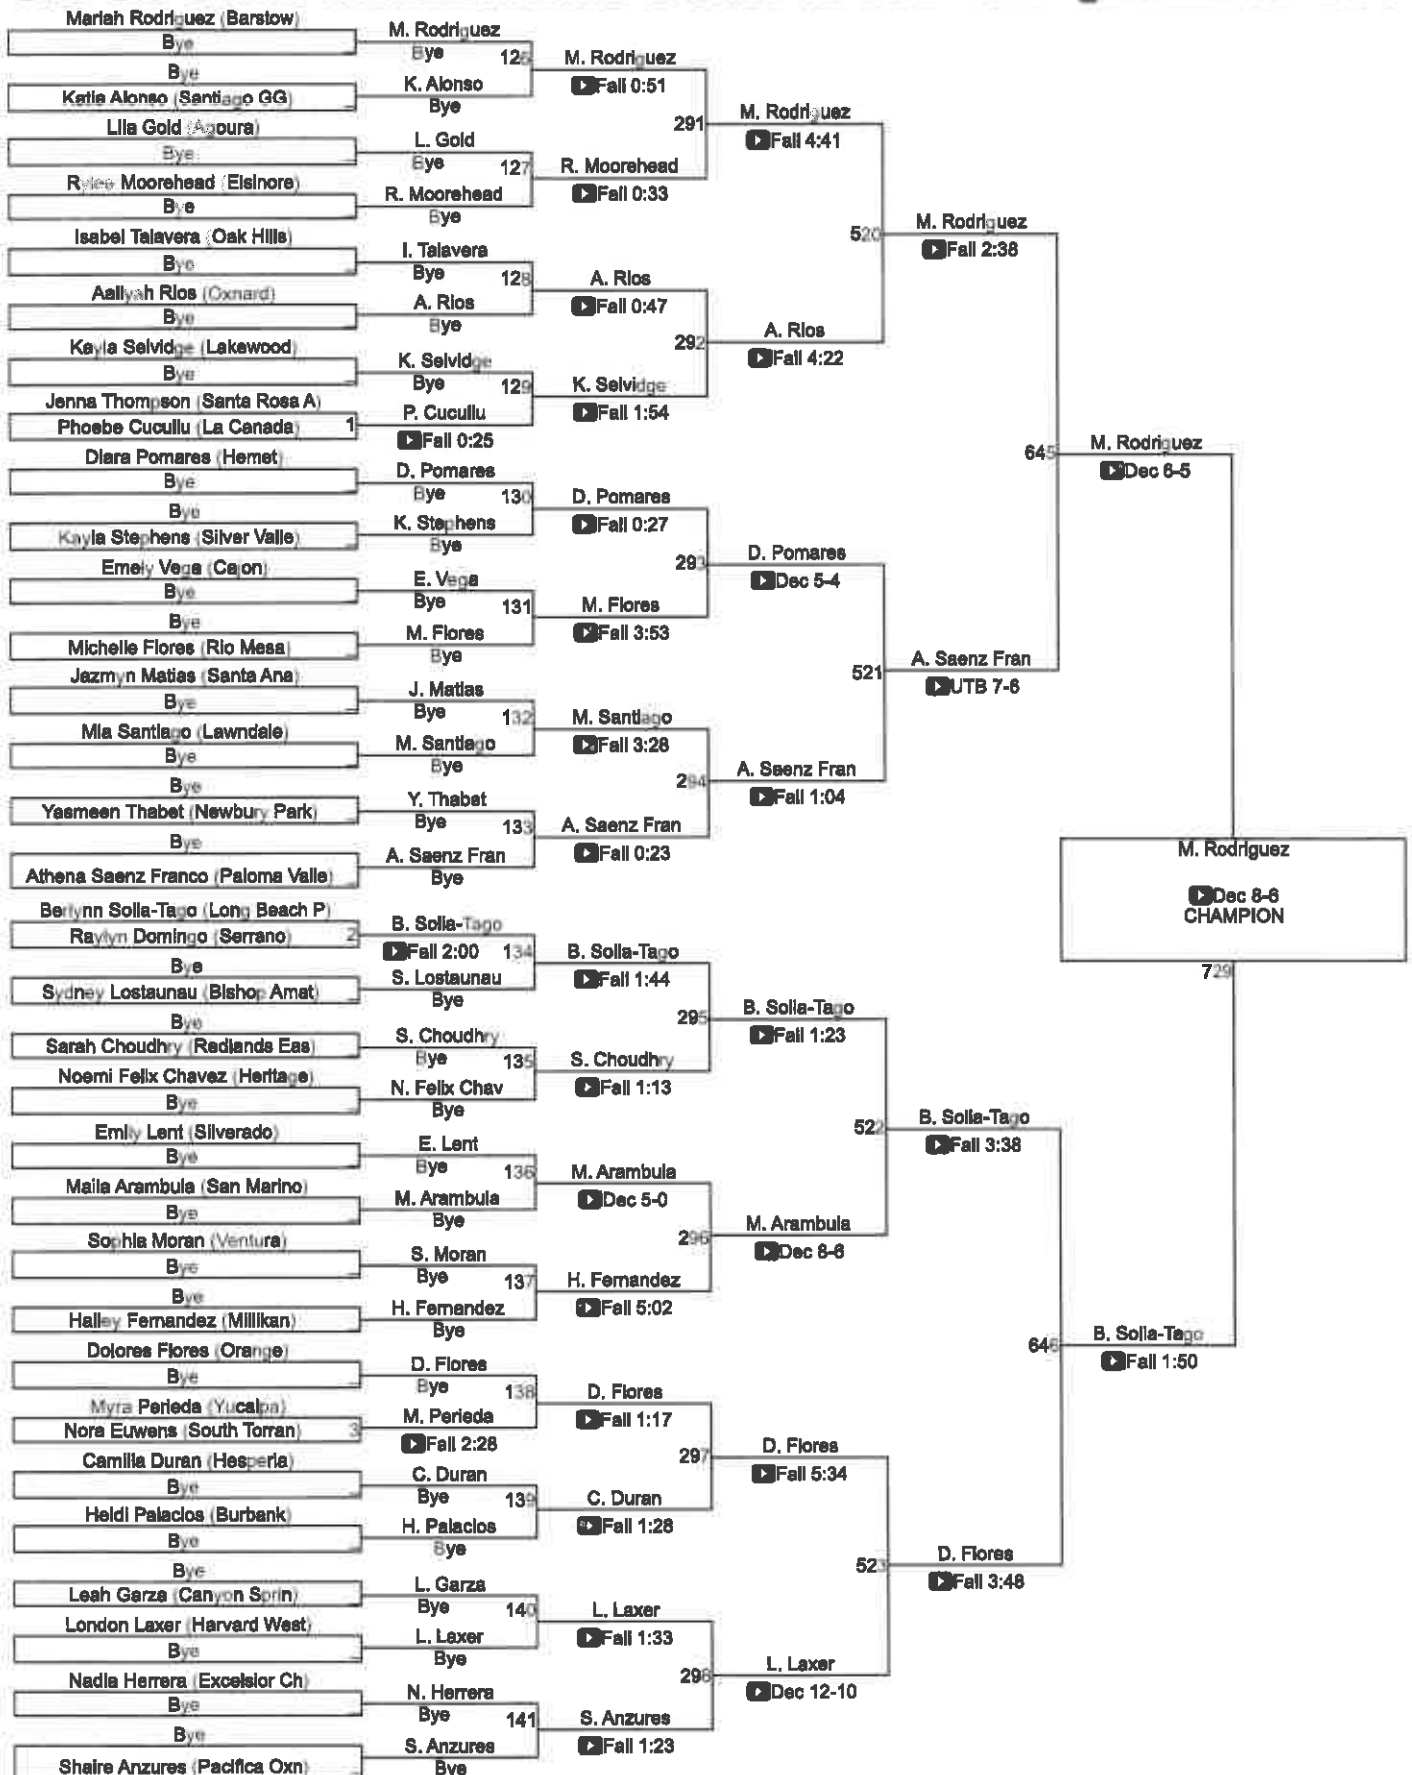 Mariah Rodriguez (Barstow)
Bye
Bye
Katia Alonso (Santiago GG)
Lila Gold (Agoura)
Bye
Rylee Moorehead (Elsinore)
Bye
Isabel Talavera (Oak Hills)
Bye
Aaliyah Rios (Oxnard)
Bye
Kayla Selvidge (Lakewood)
Bye
Jenna Thompson (Santa Rosa A)
Phoebe Cucullu (La Canada) 1
Diara Pomares (Hemet)
Bye
Bye
Kayla Stephens (Silver Valle)
Emely Vega (Cajon)
Bye
Bye
Michelle Flores (Rio Mesa)
Jazmyn Matias (Santa Ana)
Bye
Mia Santiago (Lawndale)
Bye
Bye
Yasmeen Thabet (Newbury Park)
Bye
Athena Saenz Franco (Paloma Valle)
Berlynn Solla-Tago (Long Beach P)
Raylyn Domingo (Serrano) 2
Bye
Sydney Lostaunau (Bishop Amat)
Bye
Sarah Choudhry (Redlands Eas)
Noemi Felix Chavez (Heritage)
Bye
Emily Lent (Silverado)
Bye
Maila Arambula (San Marino)
Bye
Sophia Moran (Ventura)
Bye
Bye
Hailey Fernandez (Millikan)
Dolores Flores (Orange)
Bye
Myra Perieda (Yucaipa)
Nora Euwens (South Torran) 3
Camilla Duran (Hesperia)
Bye
Heidi Palacios (Burbank)
Bye
Bye
Leah Garza (Canyon Sprin)
London Laxer (Harvard West)
Bye
Nadia Herrera (Excelsior Ch)
Bye
Bye
Shaire Anzures (Pacifica Oxn)
M. Rodriguez
Bye 126
K. Alonso
Bye
L. Gold
Bye 127
R. Moorehead
Bye
I. Talavera
Bye 128
A. Rios
Bye
K. Selvidge
Bye 129
P. Cucullu
Fall 0:25
D. Pomares
Bye 130
K. Stephens
Bye
E. Vega
Bye 131
M. Flores
Bye
J. Matias
Bye 132
M. Santiago
Bye
Y. Thabet
Bye 133
A. Saenz Fran
Bye
B. Solla-Tago
Fall 2:00 134
S. Lostaunau
Bye
S. Choudhry
Bye 135
N. Felix Chav
Bye
E. Lent
Bye 136
M. Arambula
Bye
S. Moran
Bye 137
H. Fernandez
Bye
D. Flores
Bye 138
M. Perieda
Fall 2:28
C. Duran
Bye 139
H. Palacios
Bye
L. Garza
Bye 140
L. Laxer
Bye
N. Herrera
Bye 141
S. Anzures
Bye
M. Rodriguez
Fall 0:51
291
R. Moorehead
Fall 0:33
A. Rios
Fall 0:47
292
K. Selvidge
Fall 1:54
D. Pomares
Fall 0:27
293
M. Flores
Fall 3:53
M. Santiago
Fall 3:28
294
A. Saenz Fran
Fall 0:23
B. Solla-Tago
Fall 1:44
295
S. Choudhry
Fall 1:13
M. Arambula
Dec 5-0
296
H. Fernandez
Fall 5:02
D. Flores
Fall 1:17
297
C. Duran
Fall 1:28
L. Laxer
Fall 1:33
298
S. Anzures
Fall 1:23
M. Rodriguez
Fall 4:41
520
A. Rios
Fall 4:22
D. Pomares
Dec 5-4
521
A. Saenz Fran
Fall 1:04
B. Solla-Tago
Fall 1:23
522
M. Arambula
Dec 8-6
D. Flores
Fall 5:34
523
L. Laxer
Dec 12-10
M. Rodriguez
Fall 2:38
645
A. Saenz Fran
UTB 7-6
B. Solla-Tago
Fall 3:38
646
D. Flores
Fall 3:48
M. Rodriguez
Dec 6-5
B. Solla-Tago
Fall 1:50
M. Rodriguez
Dec 8-6
CHAMPION
729